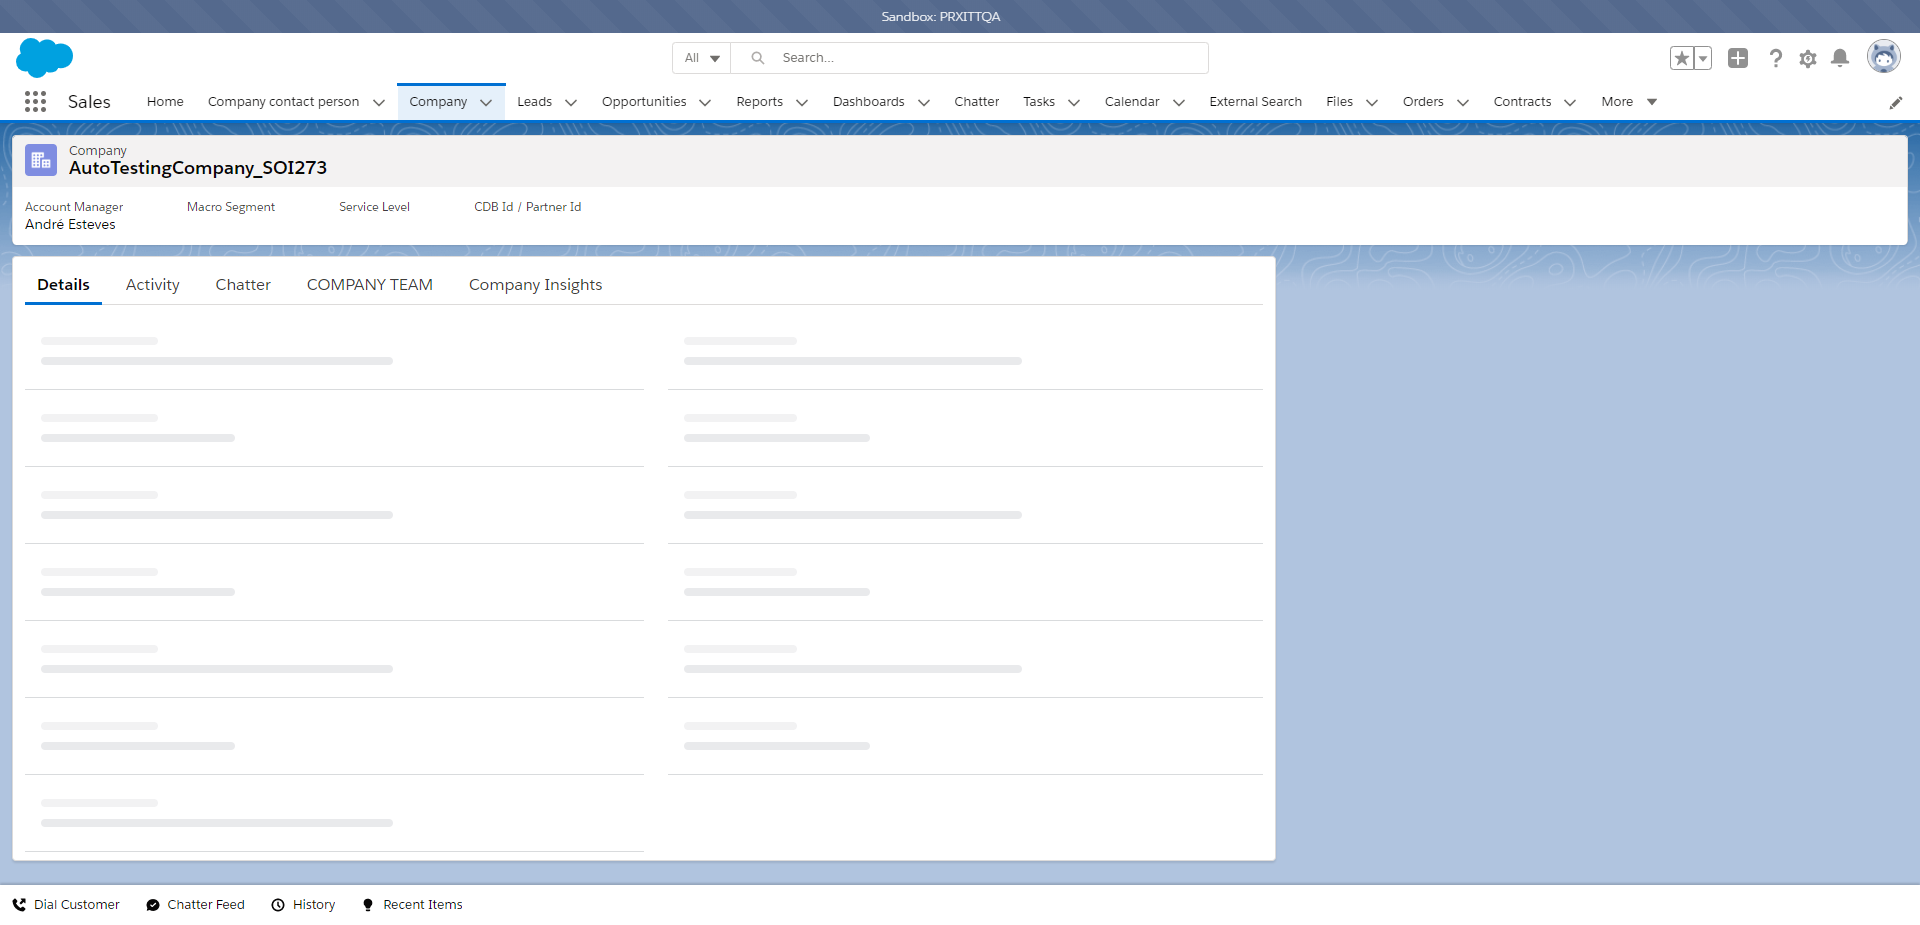 Sandbox: PRXITTQA
All
Search...
Sales
Home
Company contact person
Company
Leads
Opportunities
Reports
Dashboards
Chatter
Tasks
Calendar
External Search
Files
Orders
Contracts
More
Company
AutoTestingCompany_SOI273
Account Manager
Macro Segment
Service Level
CDB Id / Partner Id
André Esteves
Details
Activity
Chatter
COMPANY TEAM
Company Insights
Dial Customer
Chatter Feed
History
Recent Items